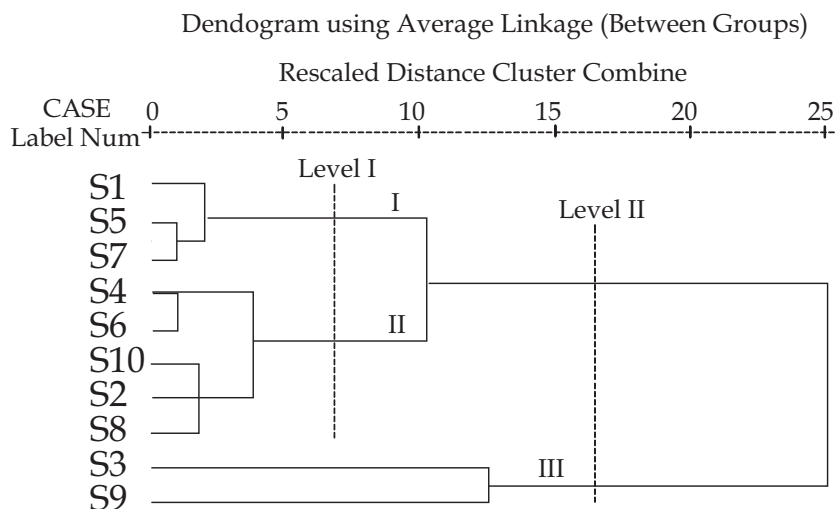 Dendogram using Average Linkage (Between Groups)
Rescaled Distance Cluster Combine
CASE 0 5 10 15 20 25
Label Num
Level I
S1
I
Level II
S5
S7
S4
S6
II
S10
S2
S8
S3
III
S9